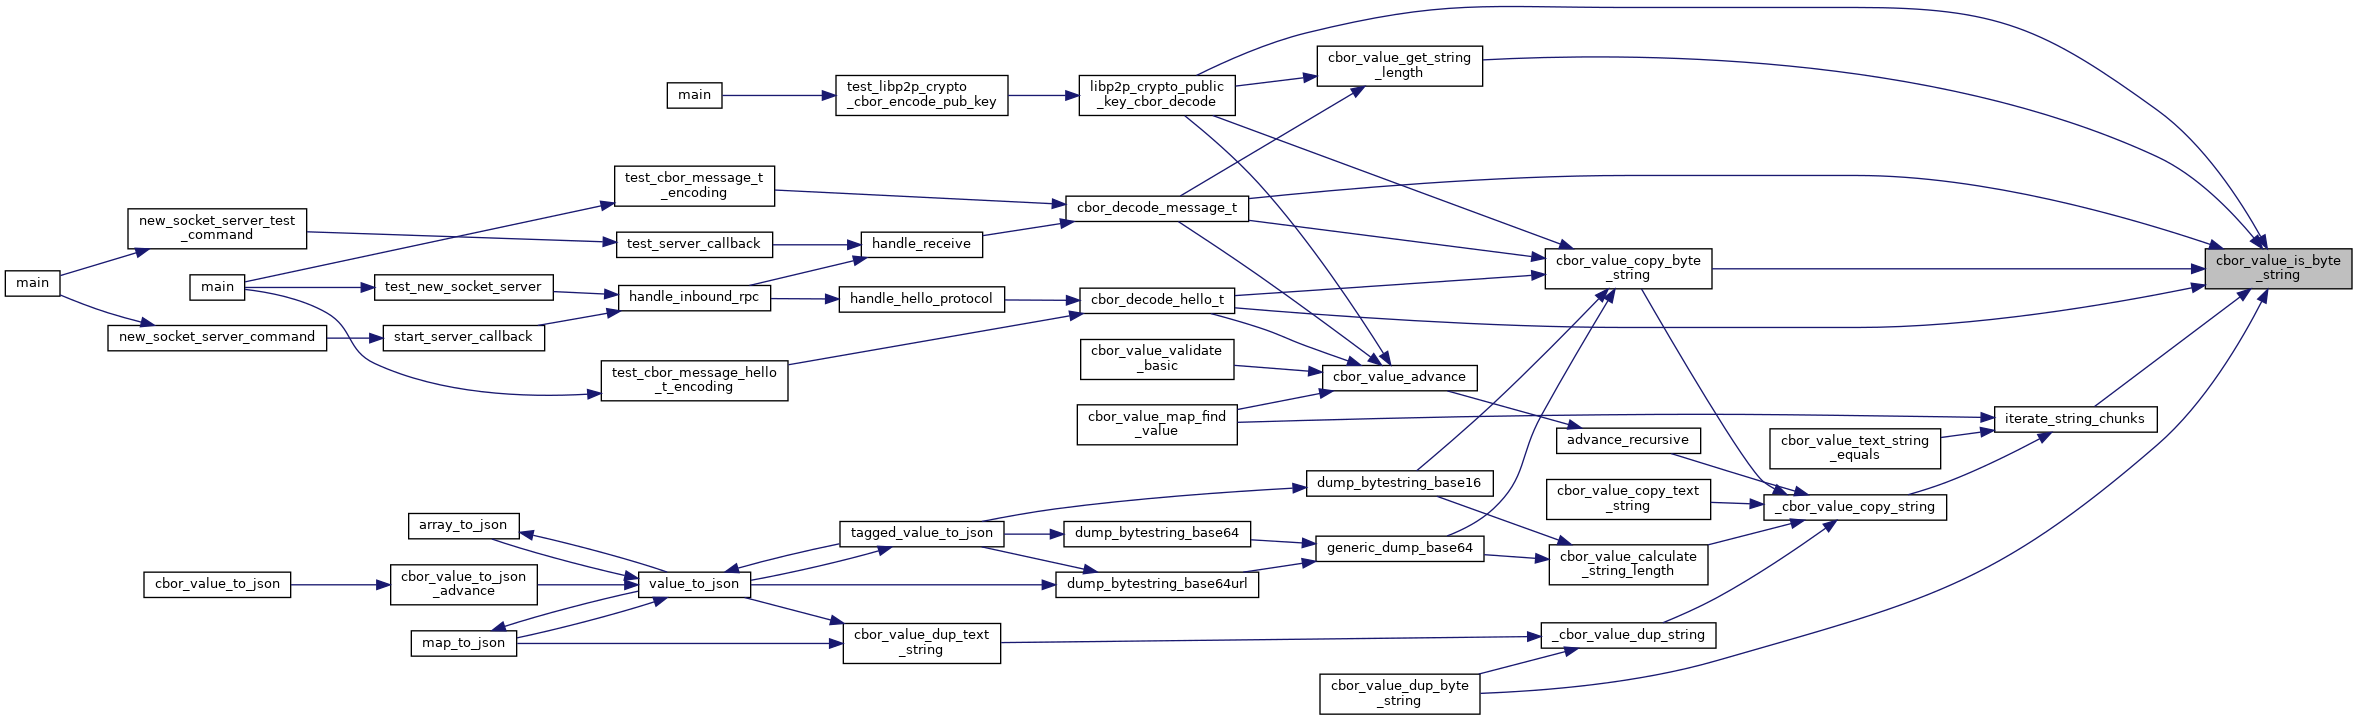 cbor_value_get_string
_length
main
test_libp2p_crypto
_cbor_encode_pub_key
libp2p_crypto_public
_key_cbor_decode
test_cbor_message_t
_encoding
cbor_decode_message_t
new_socket_server_test
_command
test_server_callback
handle_receive
cbor_value_copy_byte
_string
cbor_value_is_byte
_string
main
main
test_new_socket_server
handle_inbound_rpc
handle_hello_protocol
cbor_decode_hello_t
new_socket_server_command
start_server_callback
cbor_value_validate
_basic
test_cbor_message_hello
_t_encoding
cbor_value_advance
cbor_value_map_find
_value
iterate_string_chunks
advance_recursive
cbor_value_text_string
_equals
dump_bytestring_base16
cbor_value_copy_text
_string
_cbor_value_copy_string
array_to_json
tagged_value_to_json
dump_bytestring_base64
generic_dump_base64
cbor_value_calculate
_string_length
cbor_value_to_json
cbor_value_to_json
_advance
value_to_json
dump_bytestring_base64url
map_to_json
cbor_value_dup_text
_string
_cbor_value_dup_string
cbor_value_dup_byte
_string